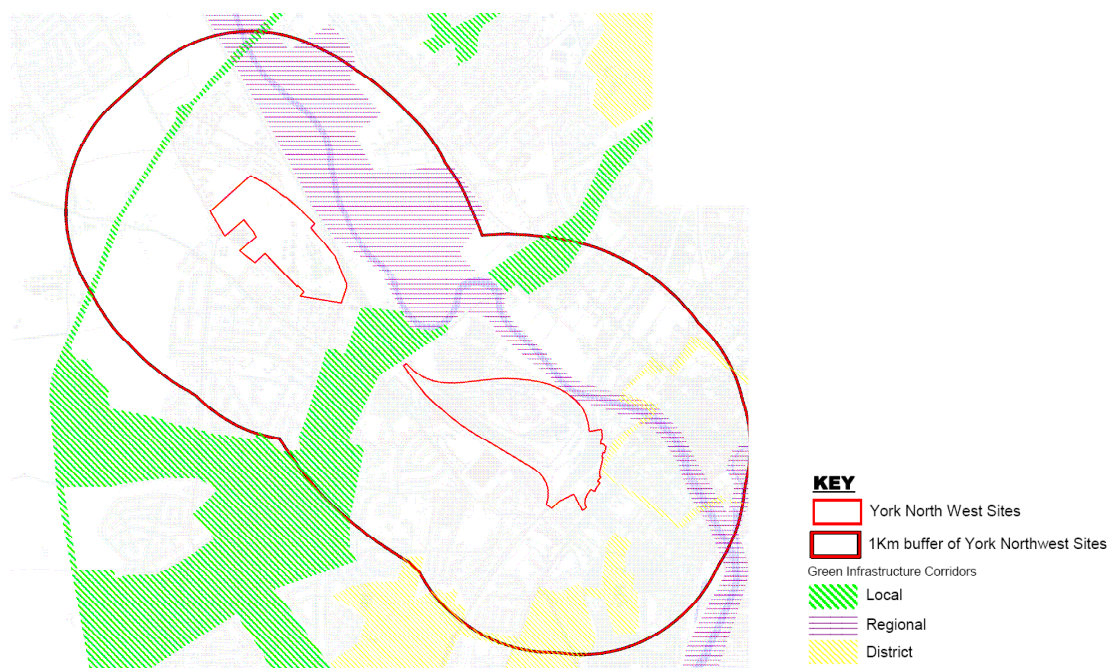 KEY
York North West Sites
1Km buffer of York Northwest Sites
Green Infrastructure Corridors
Local
Regional
District